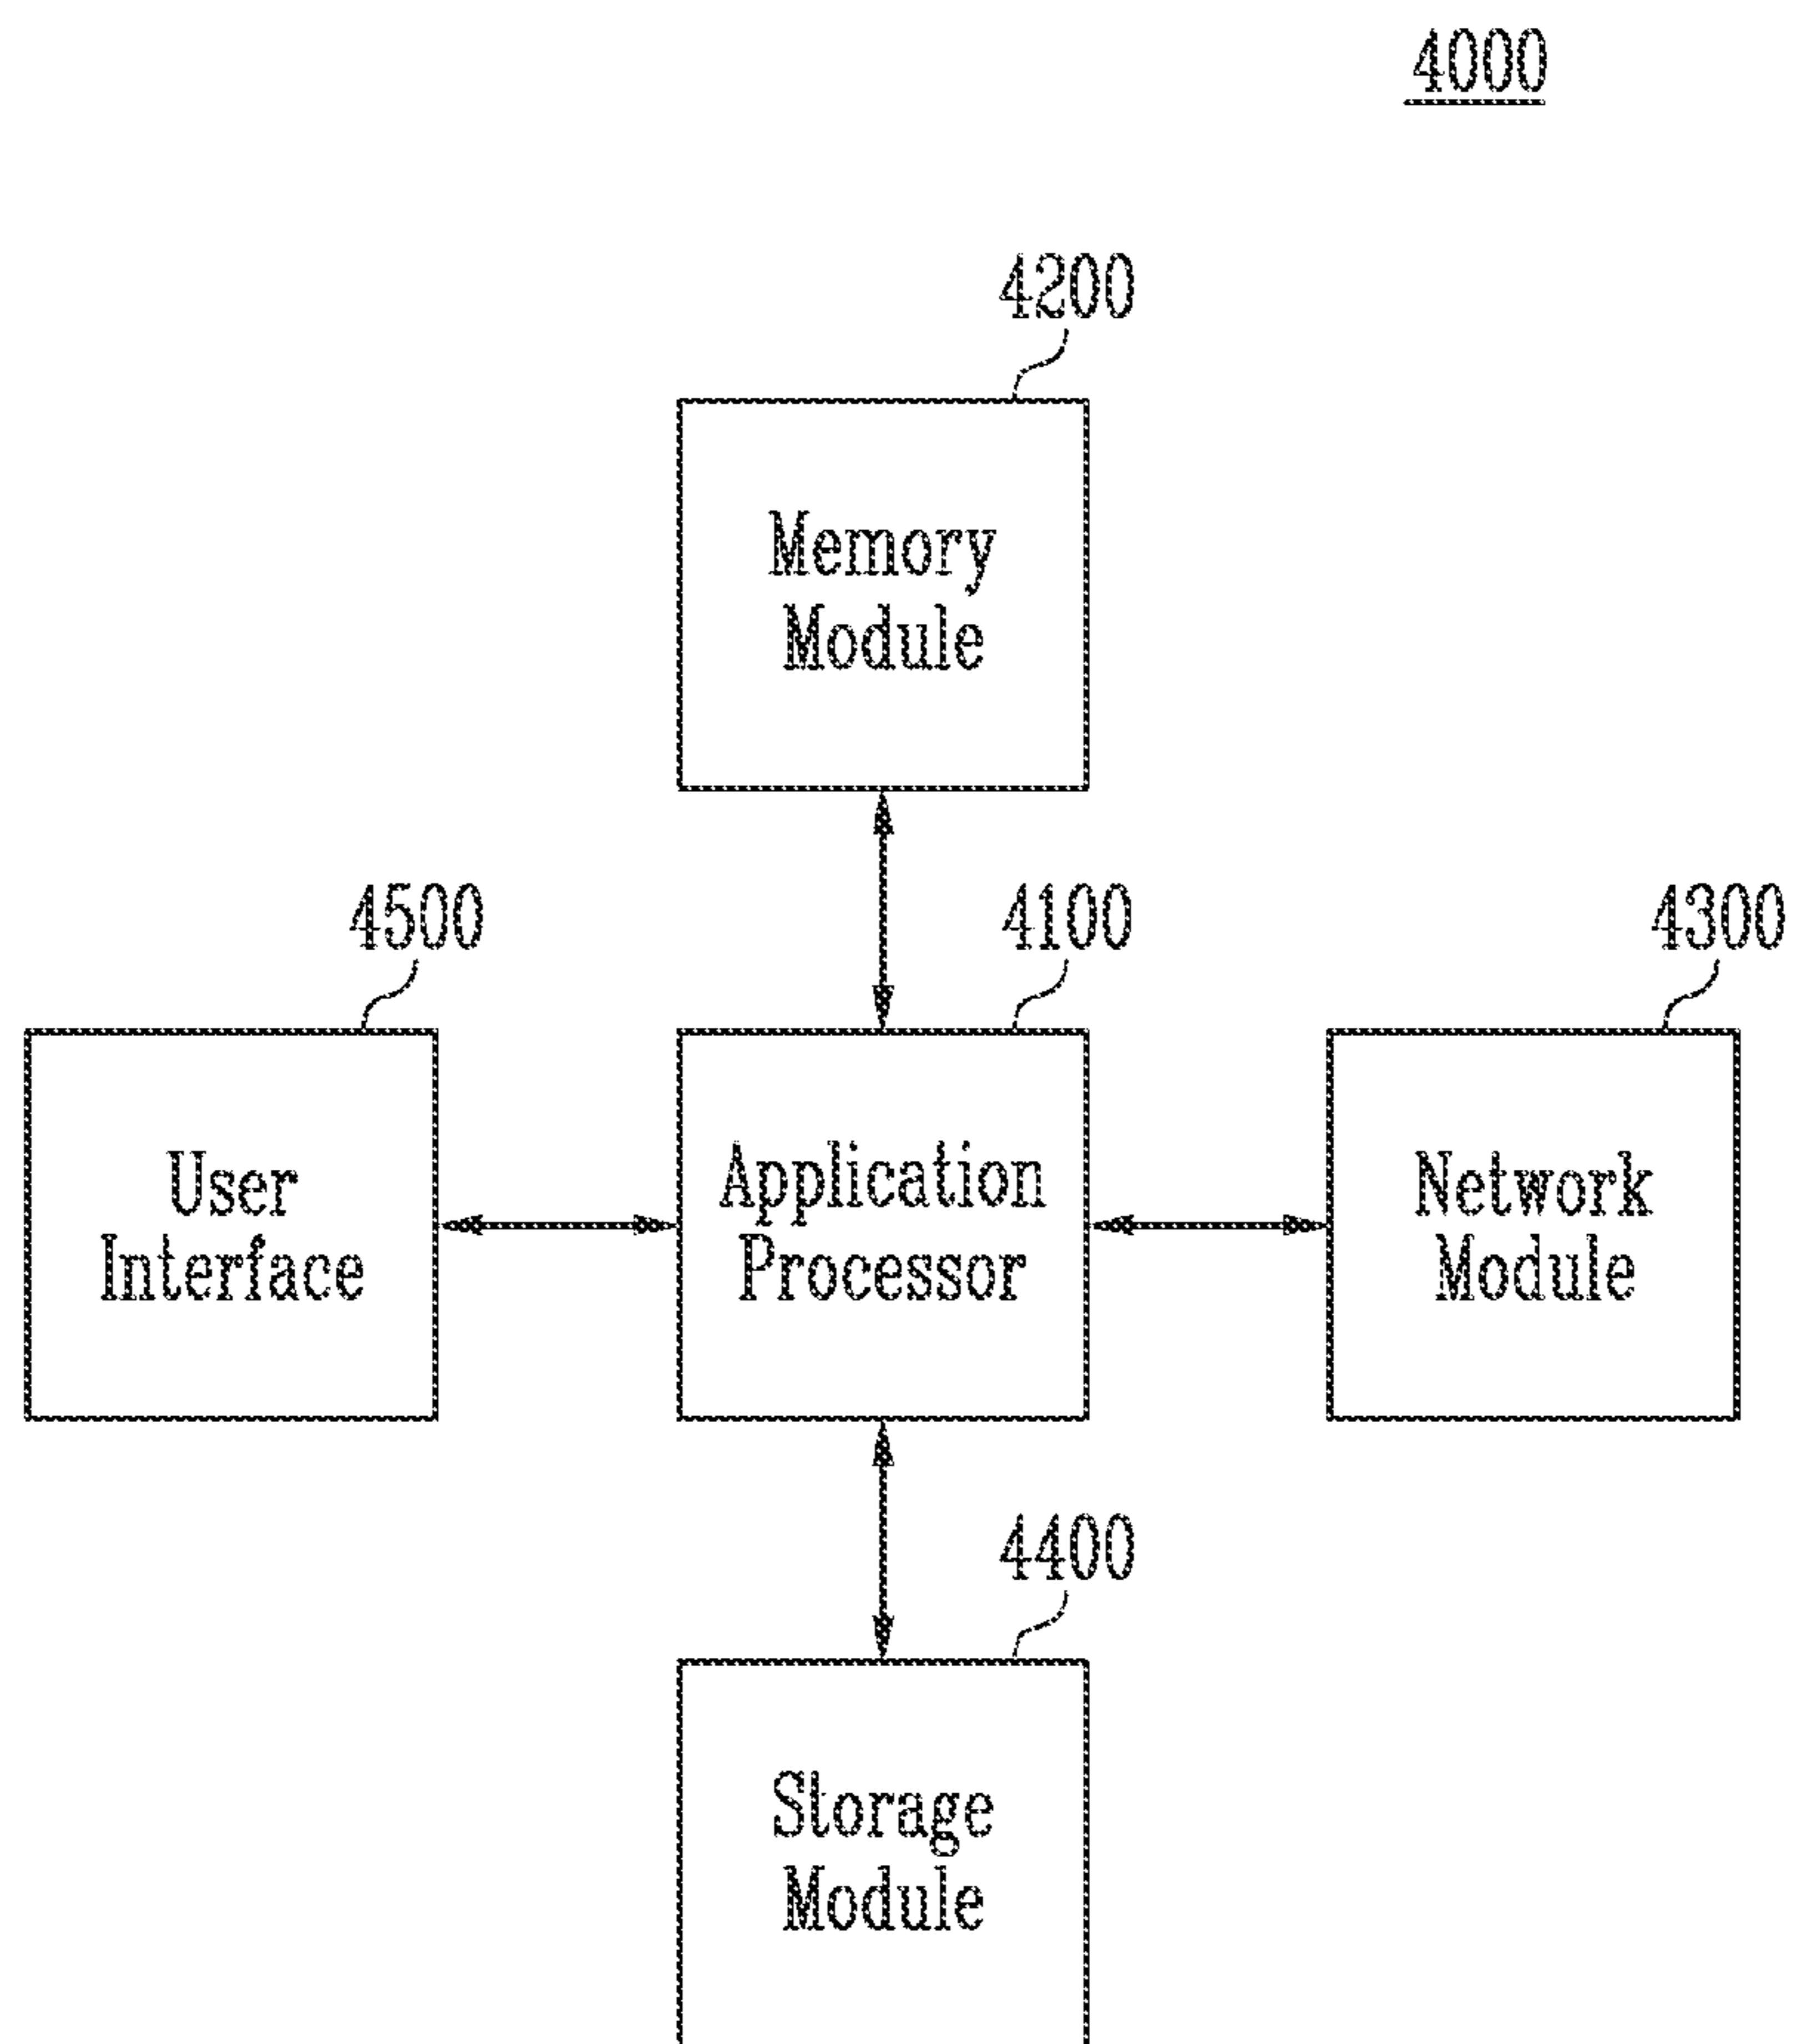 4000
4200
Memory
Module
4500
4100
4300
User
Interface
Application
Processor
Network
Module
4400
Storage
Module